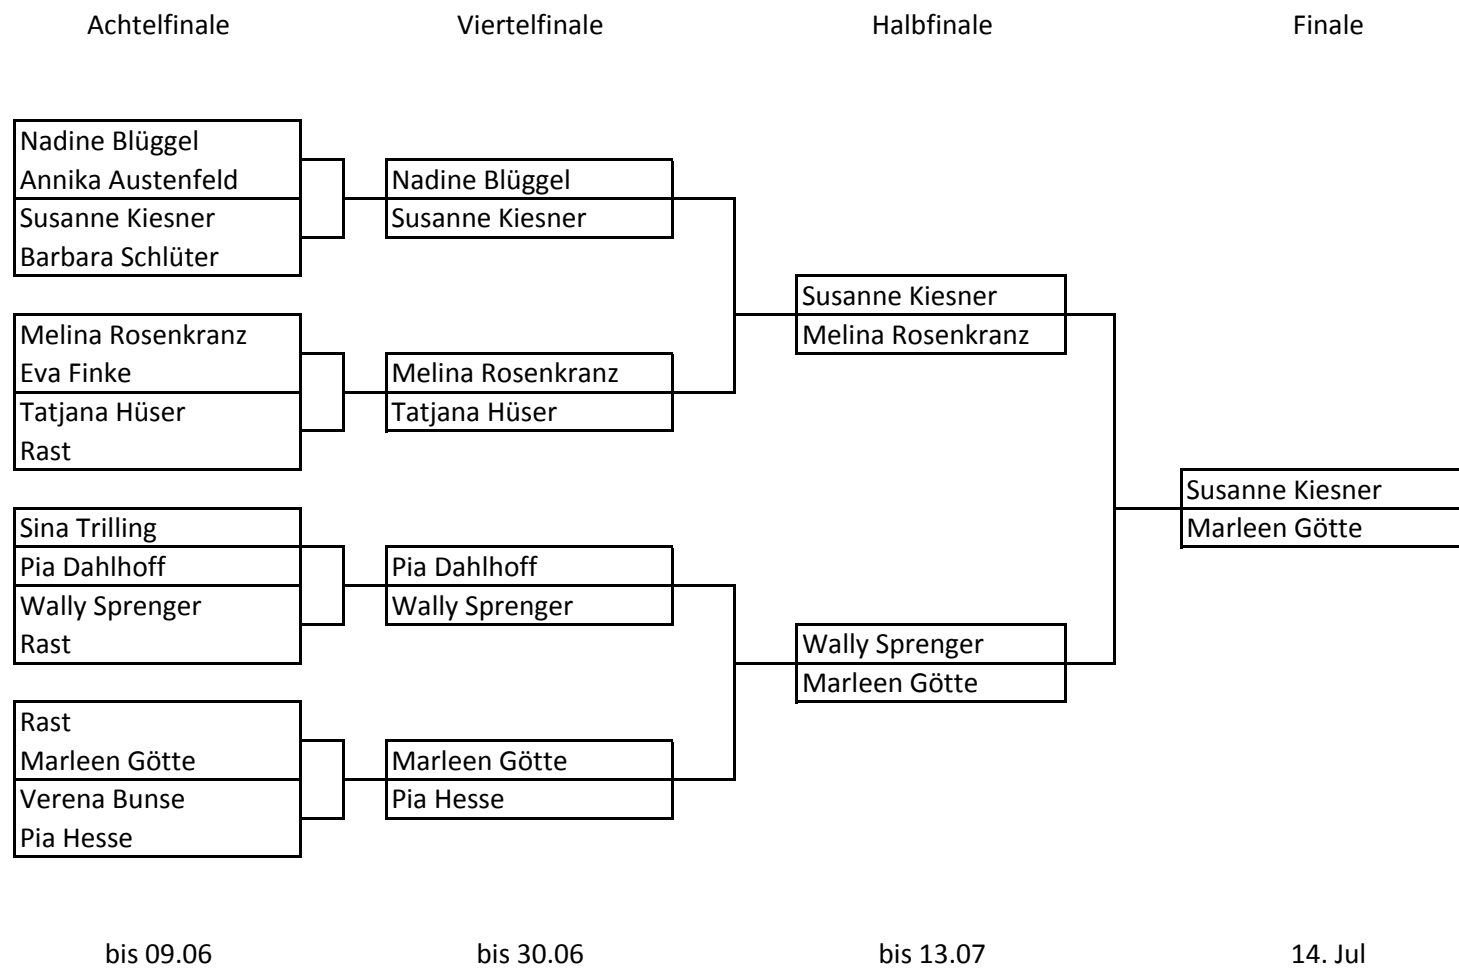 Achtelfinale Viertelfinale Halbfinale Finale
Nadine Blüggel
Annika Austenfeld
Susanne Kiesner
Barbara Schlüter
Melina Rosenkranz
Eva Finke
Tatjana Hüser
Rast
Sina Trilling
Pia Dahlhoff
Wally Sprenger
Rast
Rast
Marleen Götte
Verena Bunse
Pia Hesse
Nadine Blüggel
Susanne Kiesner
Melina Rosenkranz
Tatjana Hüser
Pia Dahlhoff
Wally Sprenger
Marleen Götte
Pia Hesse
Susanne Kiesner
Melina Rosenkranz
Wally Sprenger
Marleen Götte
Susanne Kiesner
Marleen Götte
bis 09.06 bis 30.06 bis 13.07 14. Jul